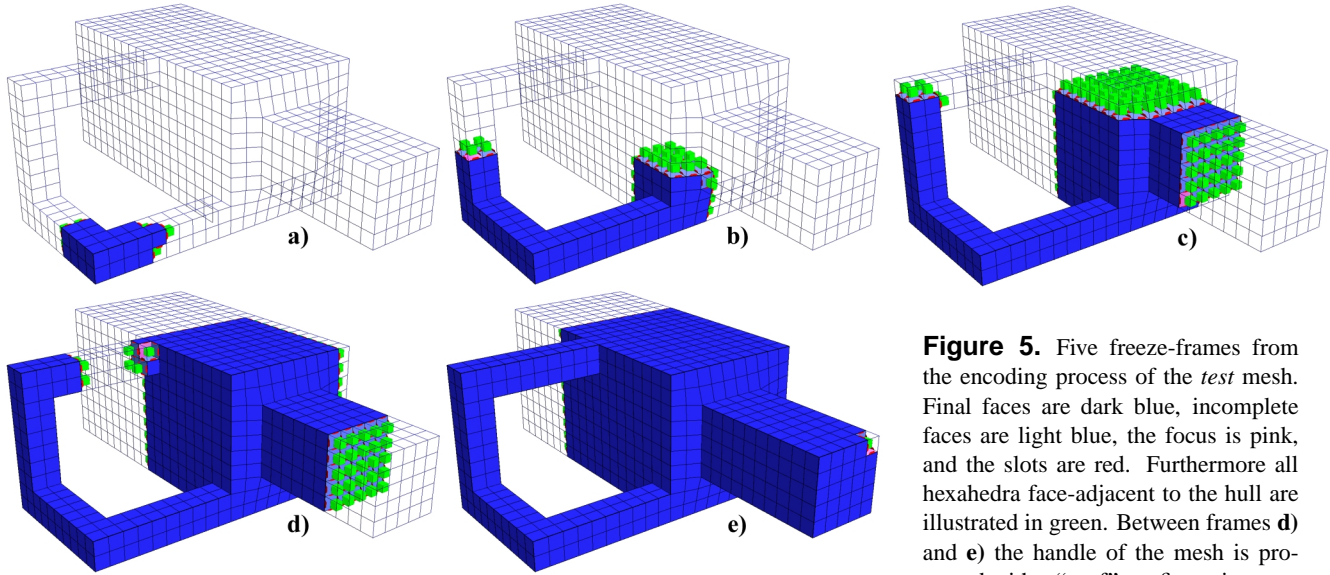 a)
b)
c)
d)
e)
Figure 5. Five freeze-frames from
the encoding process of the test mesh.
Final faces are dark blue, incomplete
faces are light blue, the focus is pink,
and the slots are red. Furthermore all
hexahedra face-adjacent to the hull are
illustrated in green. Between frames d)
and e) the handle of the mesh is pro-